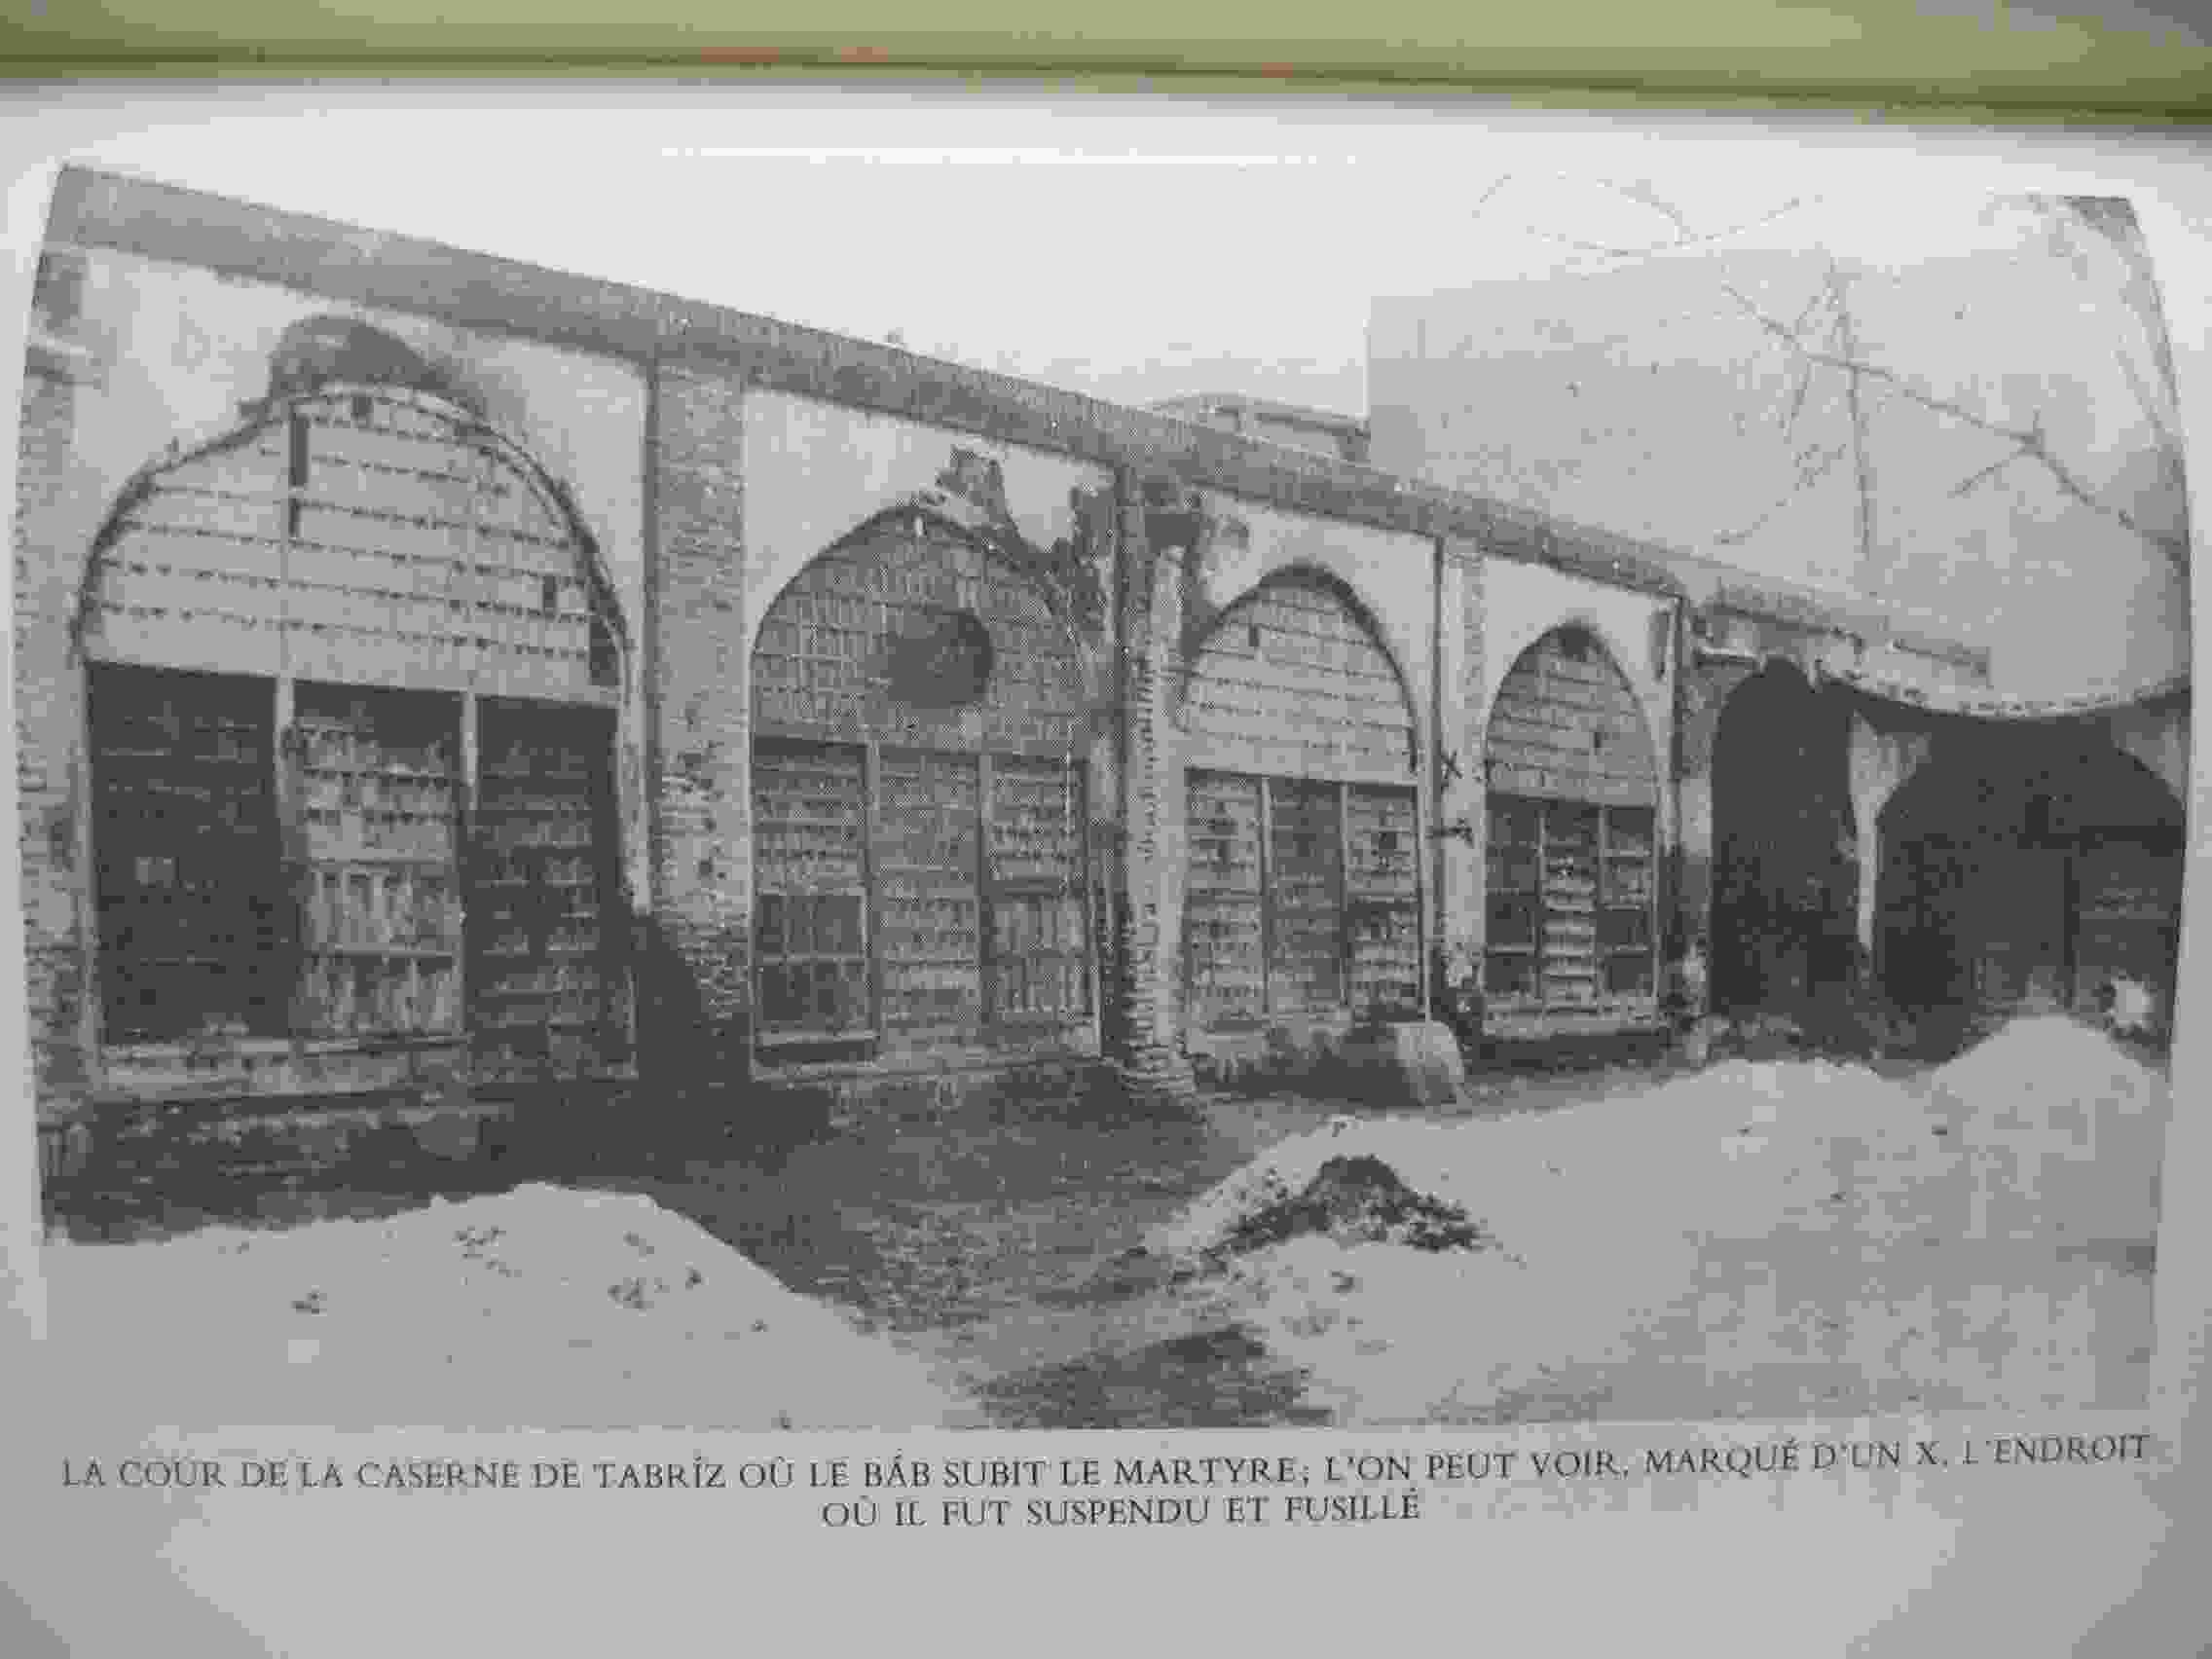 LA COUR DE LA CASERNE DE TABRÍZ OÙ LE BÁB SUBIT LE MARTYRE; L'ON PEUT VOIR, MARQUÉ D'UN X, L'ENDROIT
OÙ IL FUT SUSPENDU ET FUSILLÉ